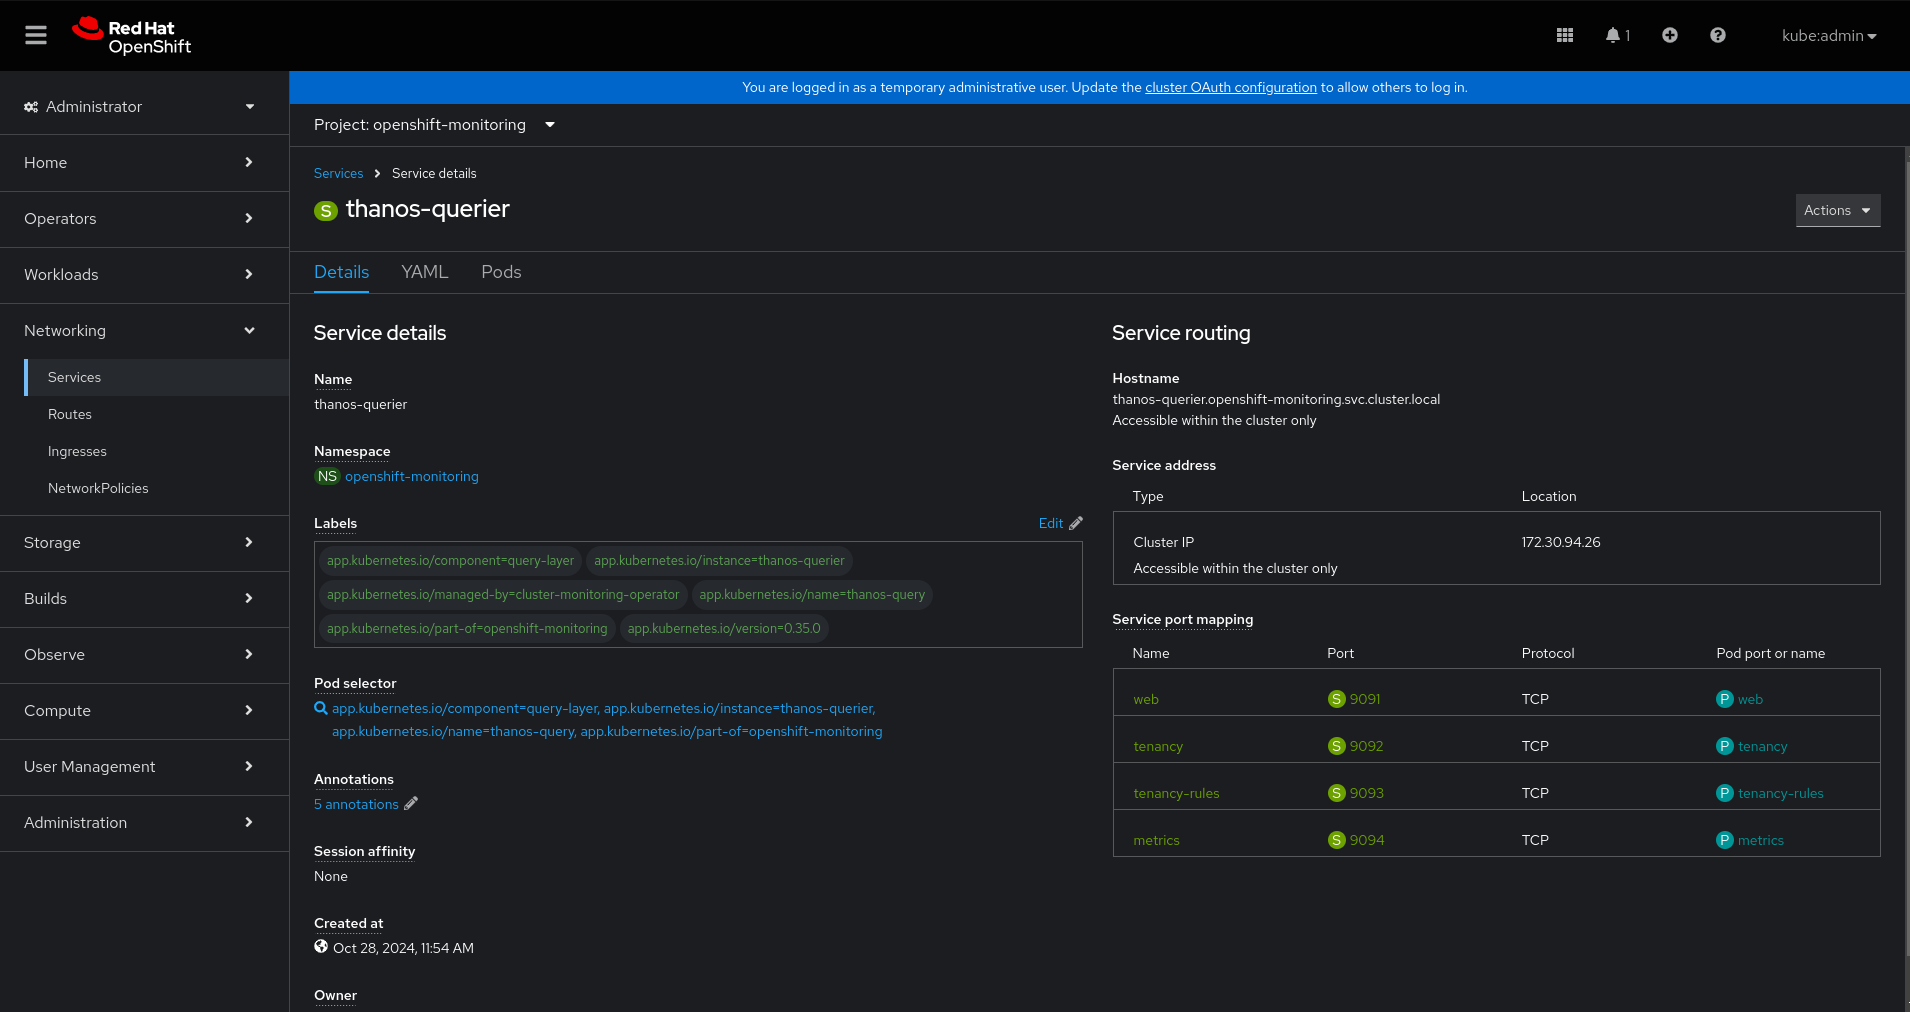 Red Hat
OpenShift
1
kube:admin
You are logged in as a temporary administrative user. Update the cluster OAuth configuration to allow others to log in.
Administrator
Home
Operators
Workloads
Networking
Services
Routes
Ingresses
NetworkPolicies
Storage
Builds
Observe
Compute
User Management
Administration
Project: openshift-monitoring
Services Service details
S thanos-querier
Actions
Details YAML Pods
Service details
Name
thanos-querier
Namespace
NS openshift-monitoring
Labels Edit
app.kubernetes.io/component=query-layer app.kubernetes.io/instance=thanos-querier
app.kubernetes.io/managed-by=cluster-monitoring-operator app.kubernetes.io/name=thanos-query
app.kubernetes.io/part-of=openshift-monitoring app.kubernetes.io/version=0.35.0
Pod selector
app.kubernetes.io/component=query-layer, app.kubernetes.io/instance=thanos-querier,
app.kubernetes.io/name=thanos-query, app.kubernetes.io/part-of=openshift-monitoring
Annotations
5 annotations
Session affinity
None
Created at
Oct 28, 2024, 11:54 AM
Owner
Service routing
Hostname
thanos-querier.openshift-monitoring.svc.cluster.local
Accessible within the cluster only
Service address
Type Location
Cluster IP 172.30.94.26
Accessible within the cluster only
Service port mapping
Name Port Protocol Pod port or name
web S 9091 TCP P web
tenancy S 9092 TCP P tenancy
tenancy-rules S 9093 TCP P tenancy-rules
metrics S 9094 TCP P metrics